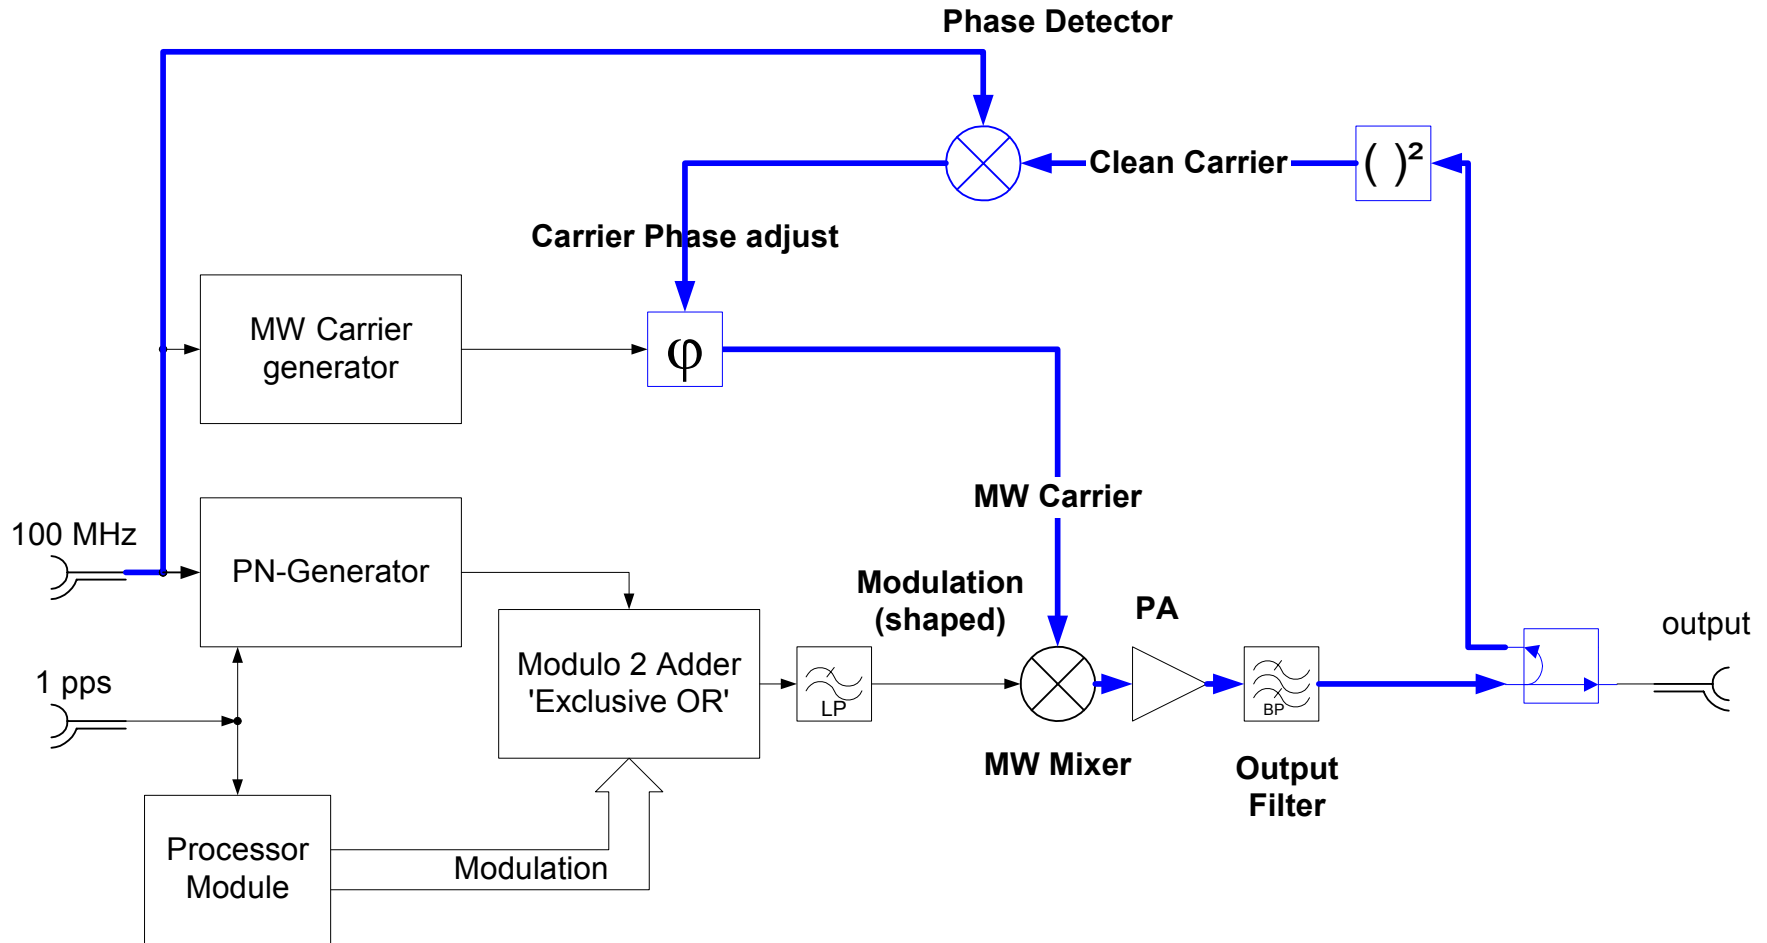 Phase Detector
Clean Carrier
( )²
Carrier Phase adjust
MW Carrier
generator
φ
MW Carrier
100 MHz
PN-Generator
Modulation
(shaped)
PA
output
1 pps
Modulo 2 Adder
'Exclusive OR'
LP
BP
MW Mixer
Output
Filter
Processor
Module
Modulation